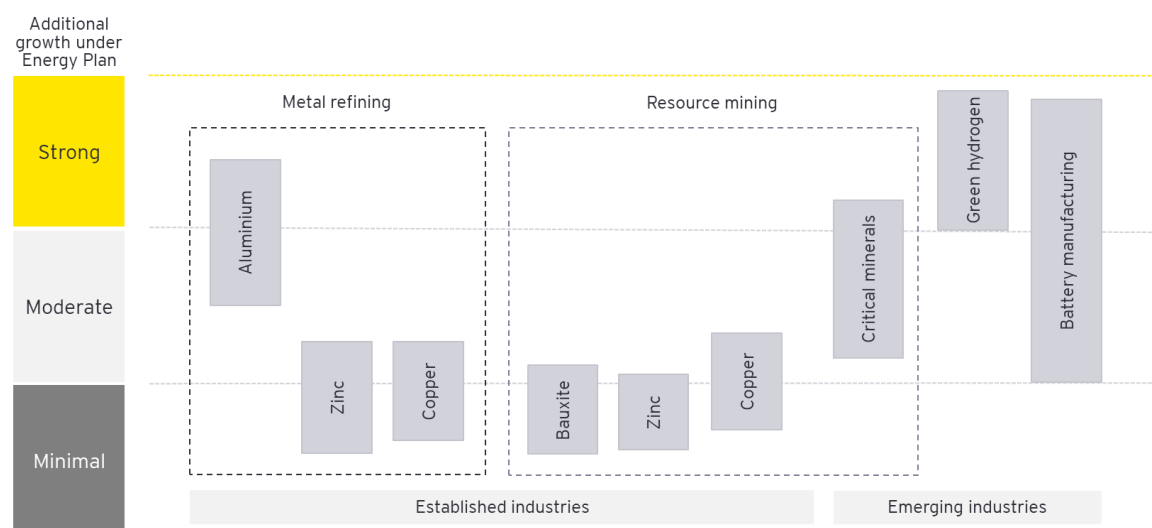 Additional
growth under
Energy Plan
Strong
Moderate
Minimal
Metal refining
Resource mining
Aluminium
Zinc
Copper
Bauxite
Zinc
Copper
Critical minerals
Green hydrogen
Battery manufacturing
Established industries
Emerging industries